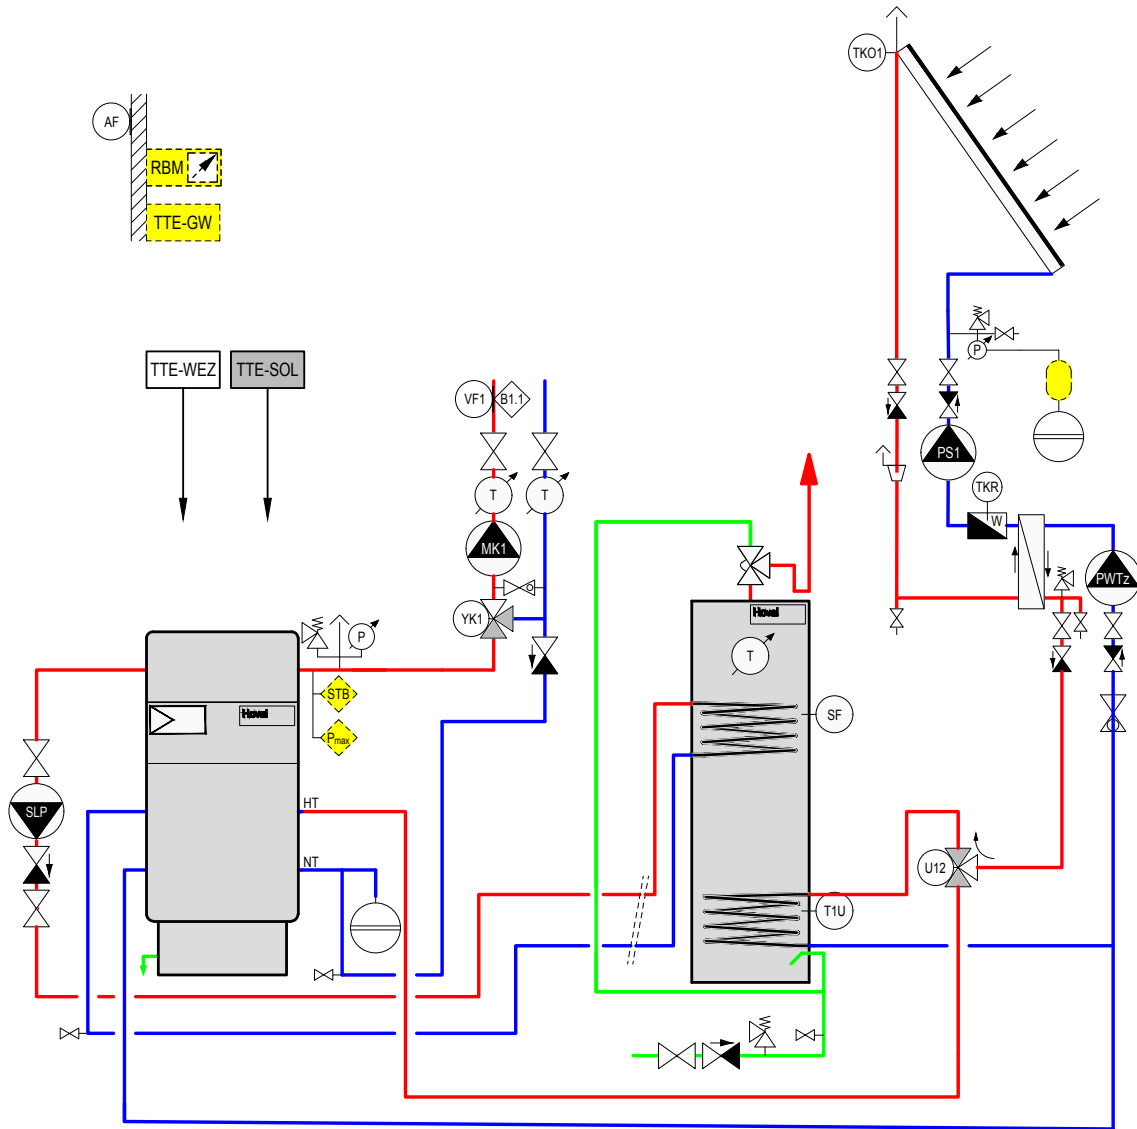 TKO1
AF
RBM
TTE-GW
P
TTE-WEZ
TTE-SOL
VF1
B1.1
PS1
T
T
TKR
W
MK1
PWTz
YK1
Hoval
P
T
STB
Hoval
SF
Pmax
HT
SLP
NT
U12
T1U